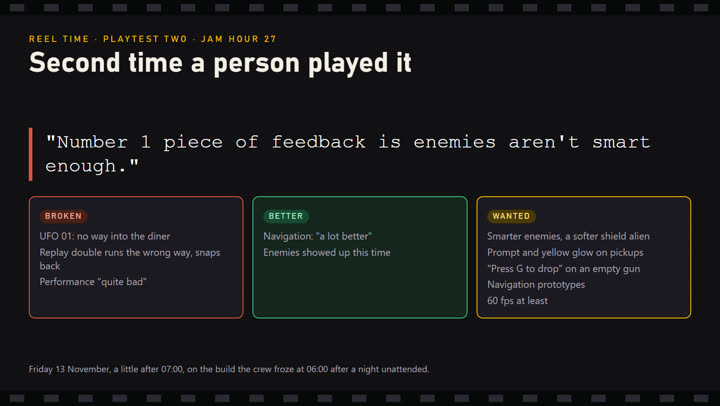 REEL TIME · PLAYTEST TWO · JAM HOUR 27
Second time a person played it
"Number 1 piece of feedback is enemies aren't smart
enough."
BROKEN
UFO 01: no way into the diner
Replay double runs the wrong way, snaps
back
Performance "quite bad"
BETTER
Navigation: "a lot better"
Enemies showed up this time
WANTED
Smarter enemies, a softer shield alien
Prompt and yellow glow on pickups
"Press G to drop" on an empty gun
Navigation prototypes
60 fps at least
Friday 13 November, a little after 07:00, on the build the crew froze at 06:00 after a night unattended.